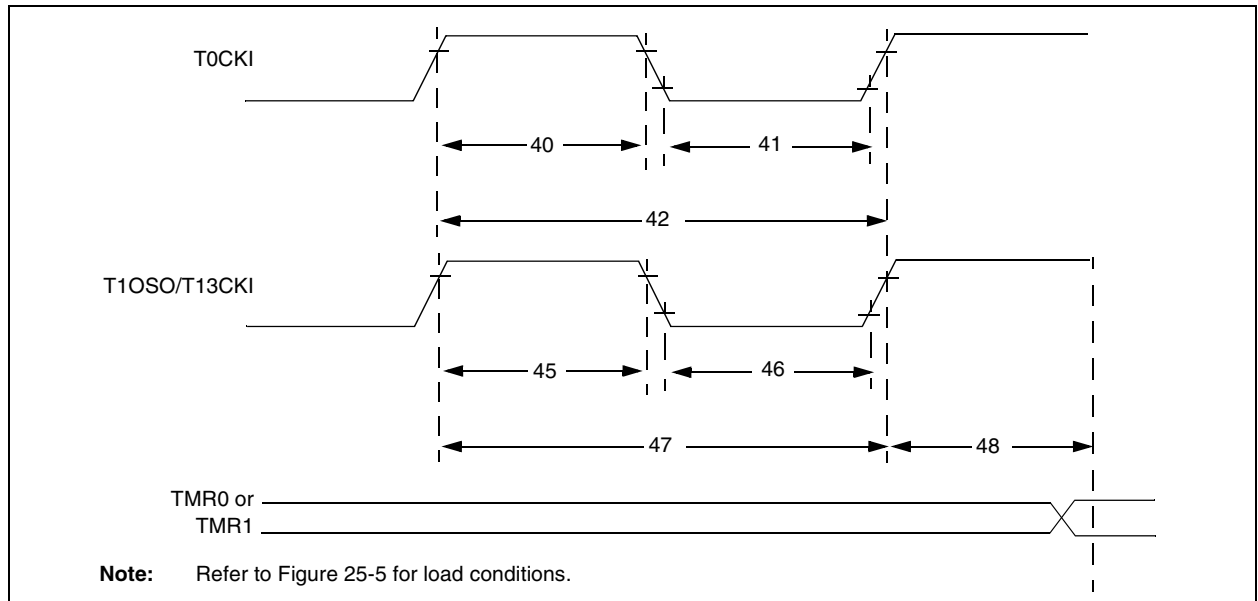 T0CKI
40
41
42
T1OSO/T13CKI
45
46
47
48
TMR0 or
TMR1
Note: Refer to Figure 25-5 for load conditions.